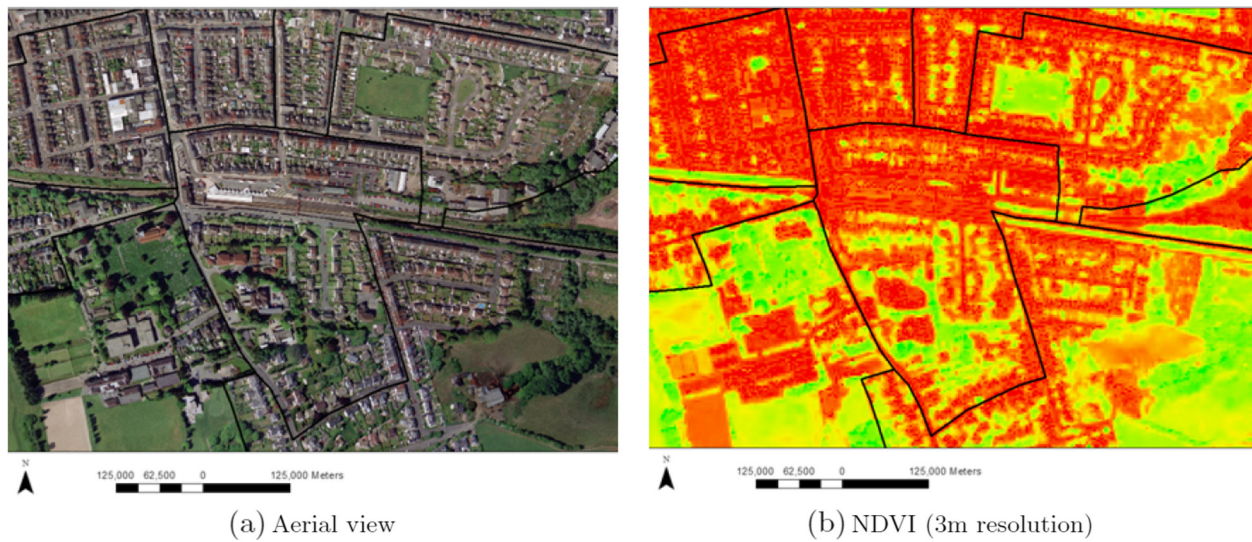 N
125,000 62,500 0 125,000 Meters
N
125,000 62,500 0 125,000 Meters
(a) Aerial view
(b) NDVI (3m resolution)